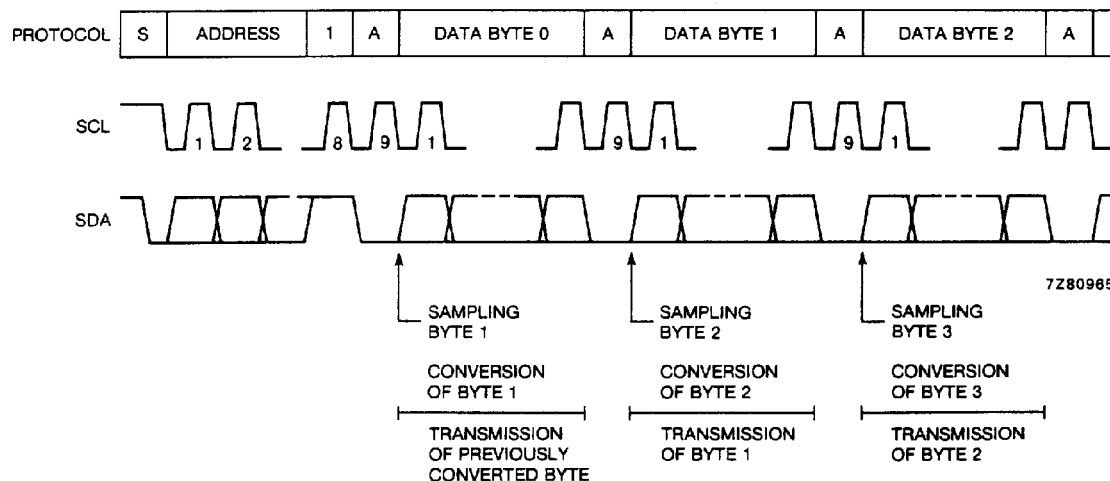 PROTOCOL S ADDRESS 1 A DATA BYTE 0 A DATA BYTE 1 A DATA BYTE 2 A
SCL 1 2 8 9 1 9 1 9 1
SDA
7Z80965
SAMPLING BYTE 1
SAMPLING BYTE 2
SAMPLING BYTE 3
CONVERSION OF BYTE 1
CONVERSION OF BYTE 2
CONVERSION OF BYTE 3
TRANSMISSION OF PREVIOUSLY CONVERTED BYTE
TRANSMISSION OF BYTE 1
TRANSMISSION OF BYTE 2